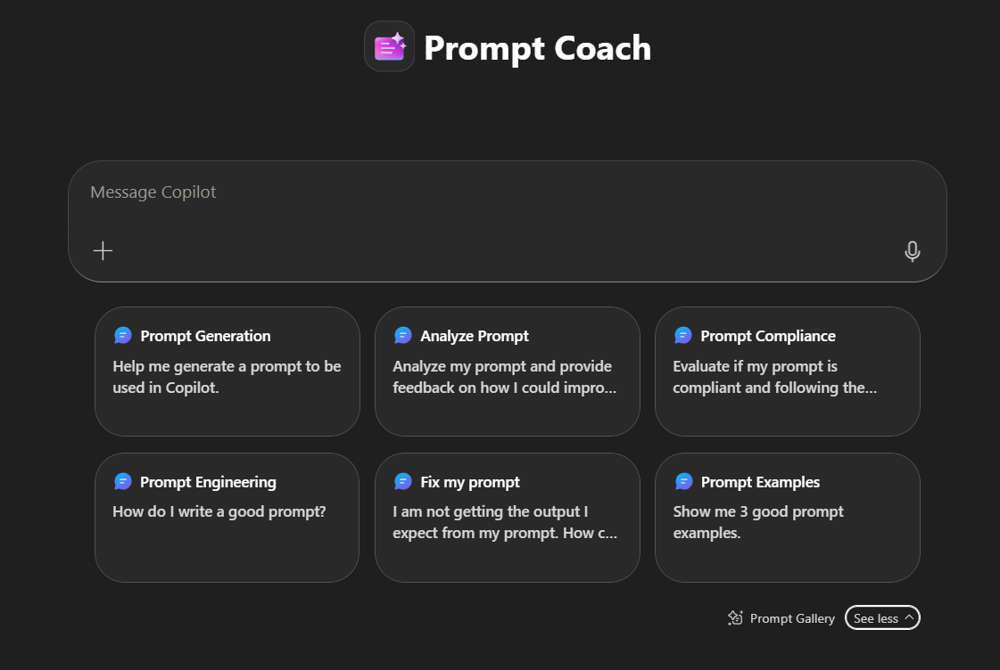 Prompt Coach
Message Copilot
Prompt Generation
Help me generate a prompt to be
used in Copilot.
Analyze Prompt
Analyze my prompt and provide
feedback on how I could impro...
Prompt Compliance
Evaluate if my prompt is
compliant and following the...
Prompt Engineering
How do I write a good prompt?
Fix my prompt
I am not getting the output I
expect from my prompt. How c...
Prompt Examples
Show me 3 good prompt
examples.
Prompt Gallery
See less